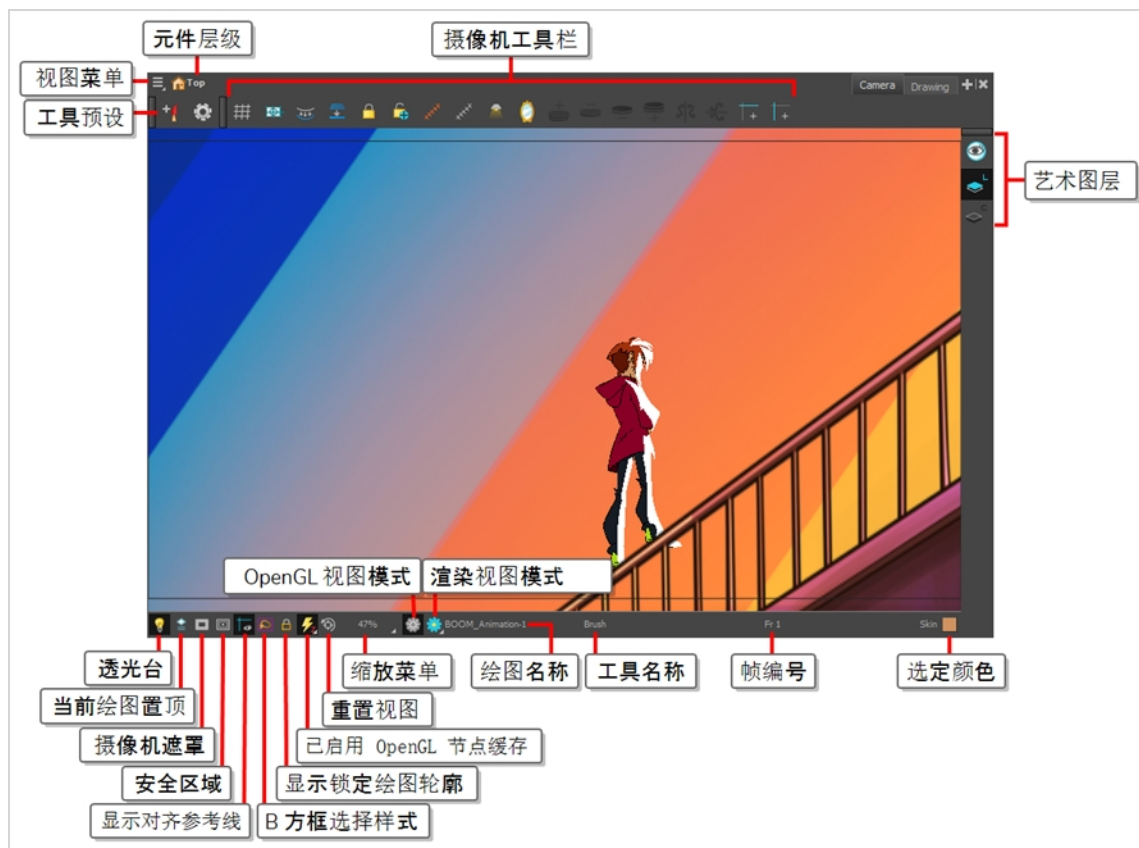 元件层级
摄像机工具栏
视图菜单
Top
Camera
Drawing
工具预设
L
C
艺术图层
OpenGL 视图模式
渲染视图模式
47%
BOOM_Animation-1
Brush
Fr 1
Skin
透光台
缩放菜单
绘图名称
工具名称
帧编号
选定颜色
当前绘图置顶
重置视图
摄像机遮罩
已启用 OpenGL 节点缓存
安全区域
显示锁定绘图轮廓
显示对齐参考线
B 方框选择样式